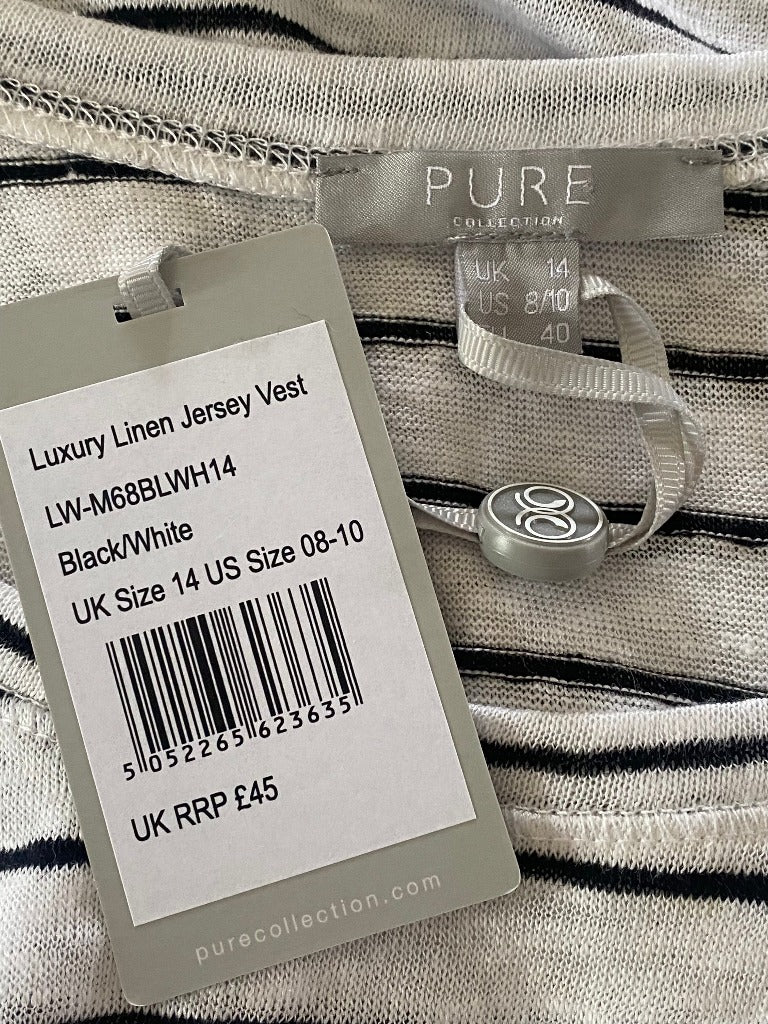 PURE
COLLECTION
UK 14
US 8/10
40
Luxury Linen Jersey Vest
LW-M68BLWH14
Black/White
UK Size 14 US Size 08-10
5 052265 623635
UK RRP £45
purecollection.com